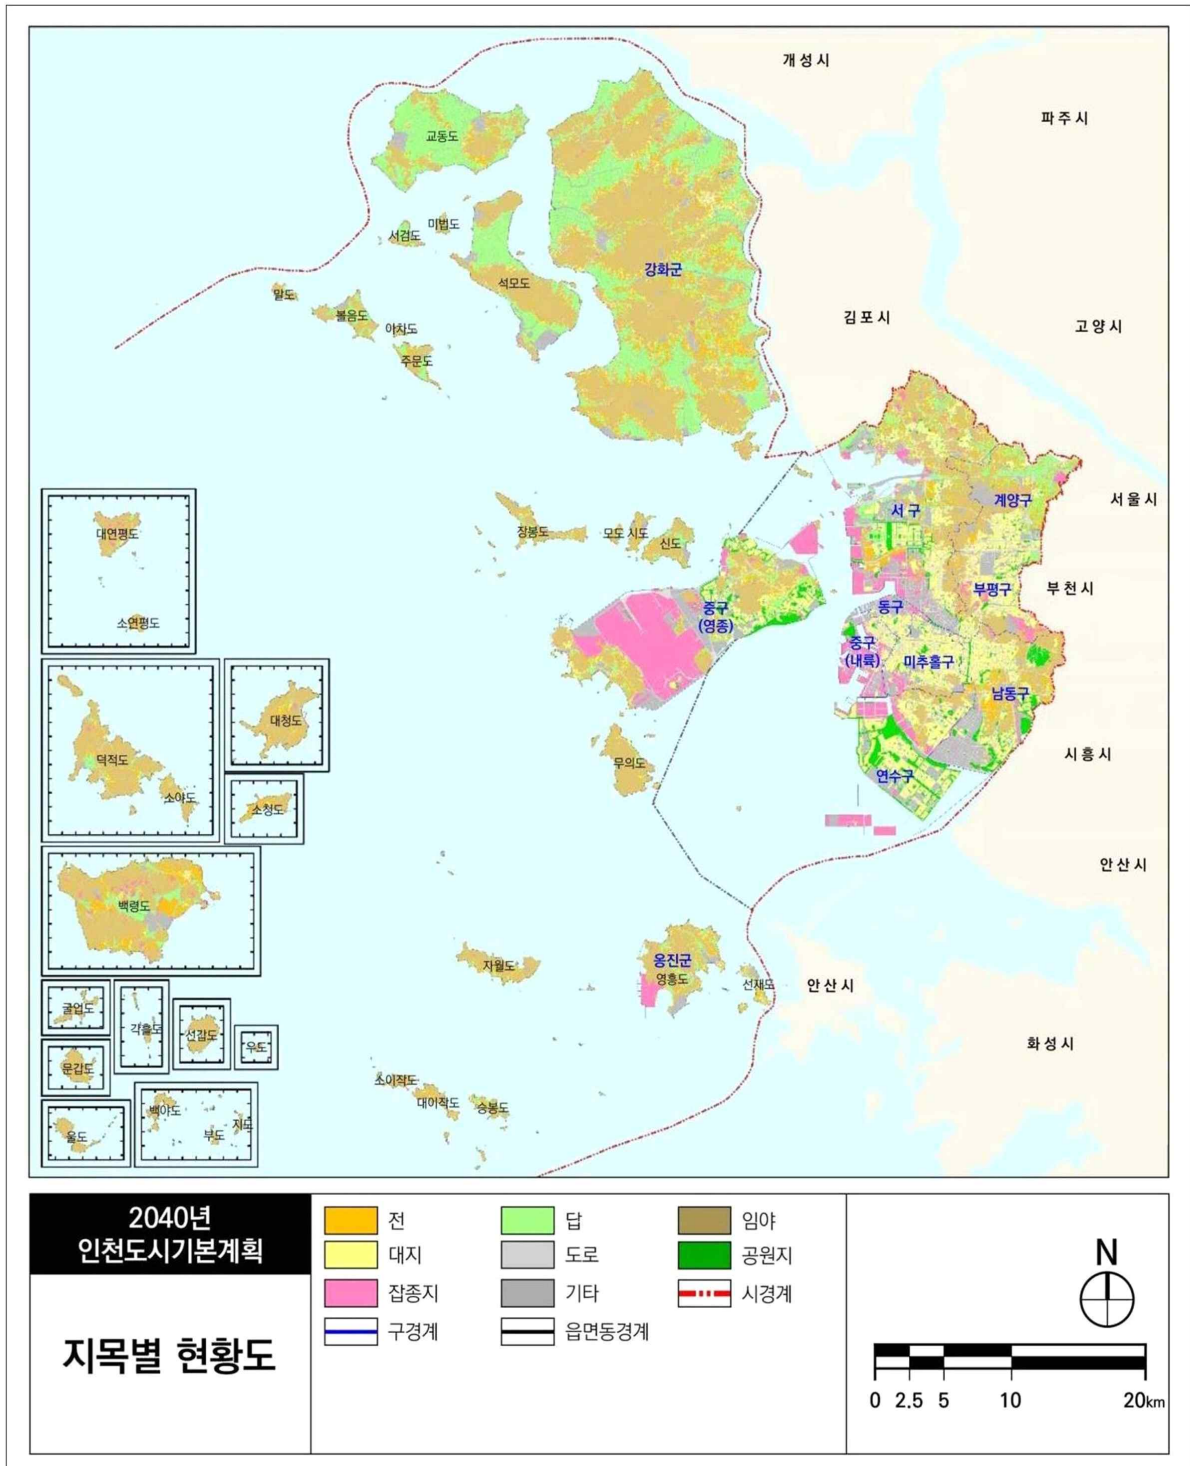 개성시
파주시
교동도
미법도
서검도
강화군
석모도
말도
볼음도
아차도
주문도
김포시
고양시
계양구
서울시
서구
대연평도
장봉도
모도
시도
신도
부천시
부평구
중구
(영종)
동구
소연평도
중구
(내륙)
미추홀구
남동구
대청도
덕적도
무의도
시흥시
연수구
소야도
소청도
안산시
백령도
옹진군
자월도
영흥도
선재도
안산시
굴업도
각흘도
선갑도
우도
화성시
문갑도
소이작도
대이작도
승봉도
백아도
지도
부도
울도
2040년
인천도시기본계획
지목별 현황도
전
답
임야
대지
도로
공원지
잡종지
기타
시경계
구경계
읍면동경계
N
0 2.5 5 10 20km